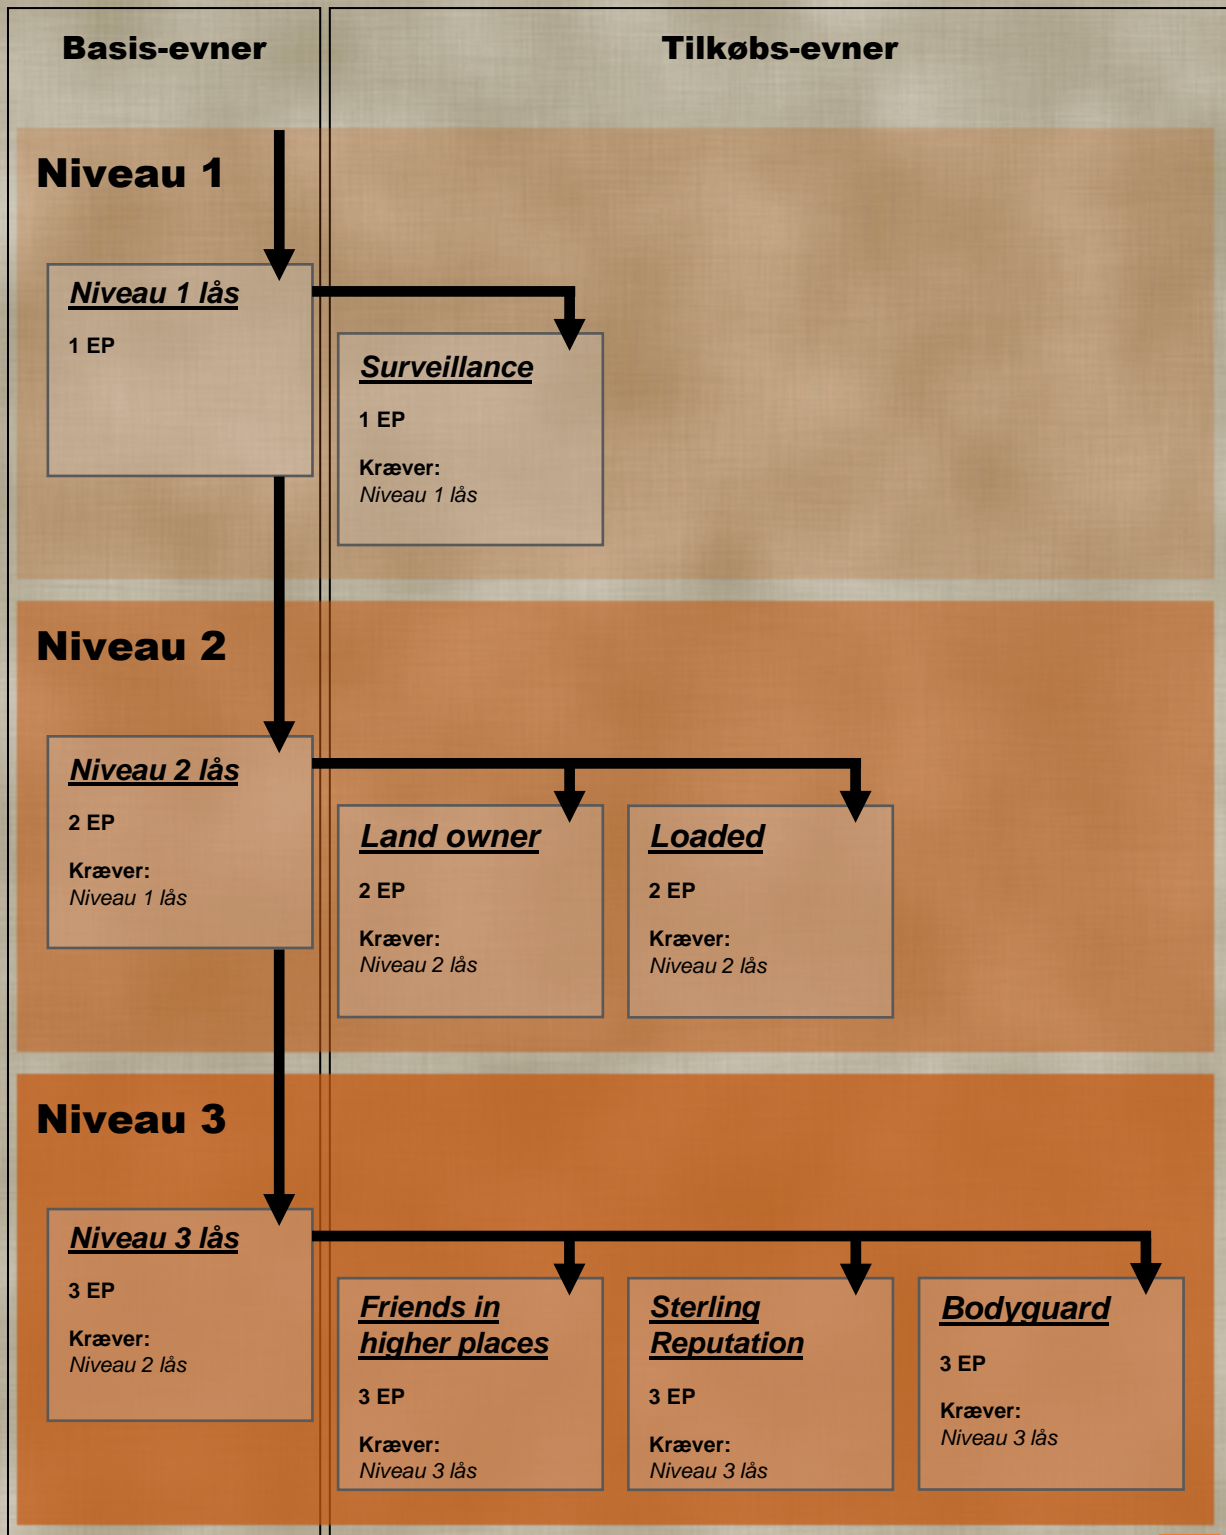 Basis-evner
Tilkøbs-evner
Niveau 1
Niveau 1 lås
1 EP
Surveillance
1 EP
Kræver:
Niveau 1 lås
Niveau 2
Niveau 2 lås
2 EP
Kræver:
Niveau 1 lås
Land owner
2 EP
Kræver:
Niveau 2 lås
Loaded
2 EP
Kræver:
Niveau 2 lås
Niveau 3
Niveau 3 lås
3 EP
Kræver:
Niveau 2 lås
Friends in
higher places
3 EP
Kræver:
Niveau 3 lås
Sterling
Reputation
3 EP
Kræver:
Niveau 3 lås
Bodyguard
3 EP
Kræver:
Niveau 3 lås